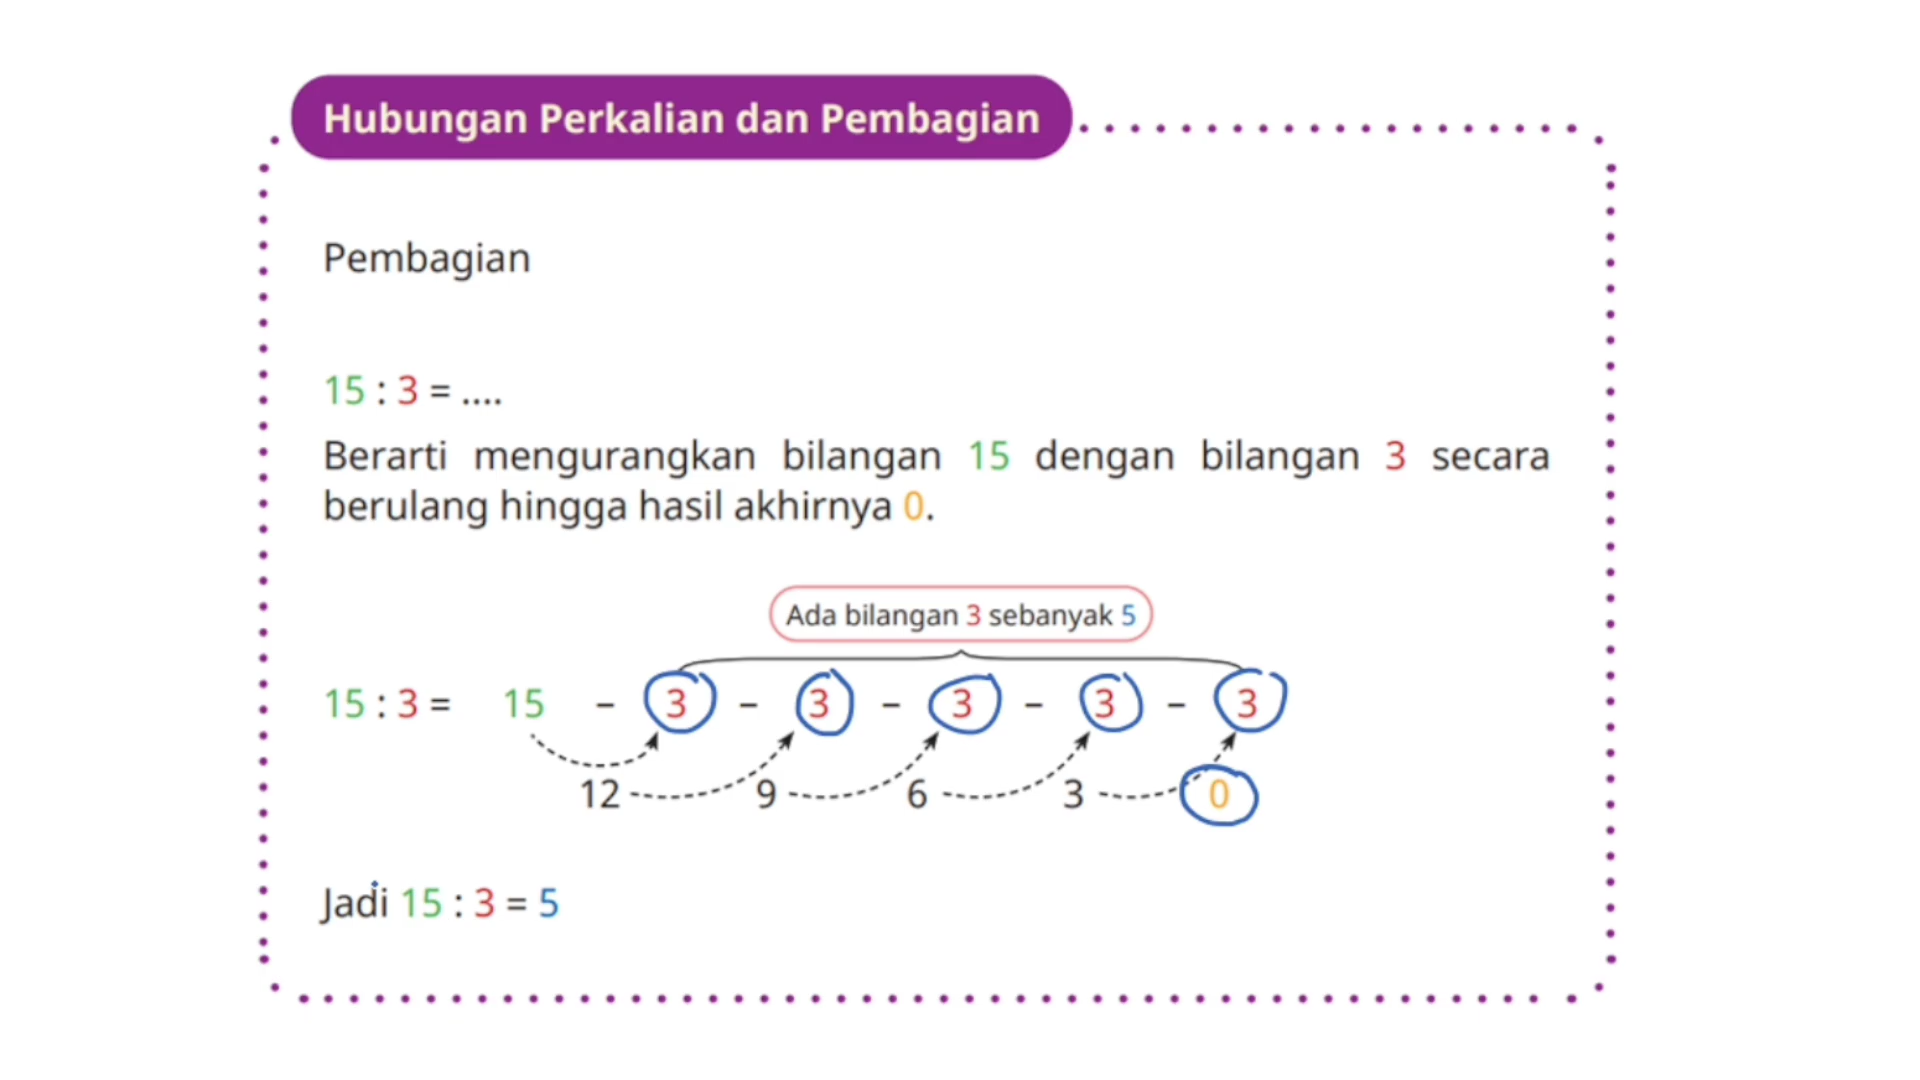 Hubungan Perkalian dan Pembagian
Pembagian
15 : 3 = ....
Berarti mengurangkan bilangan 15 dengan bilangan 3 secara
berulang hingga hasil akhirnya 0.
Ada bilangan 3 sebanyak 5
15 : 3 = 15 – 3 – 3 – 3 – 3 – 3
12 9 6 3 0
Jadi 15 : 3 = 5